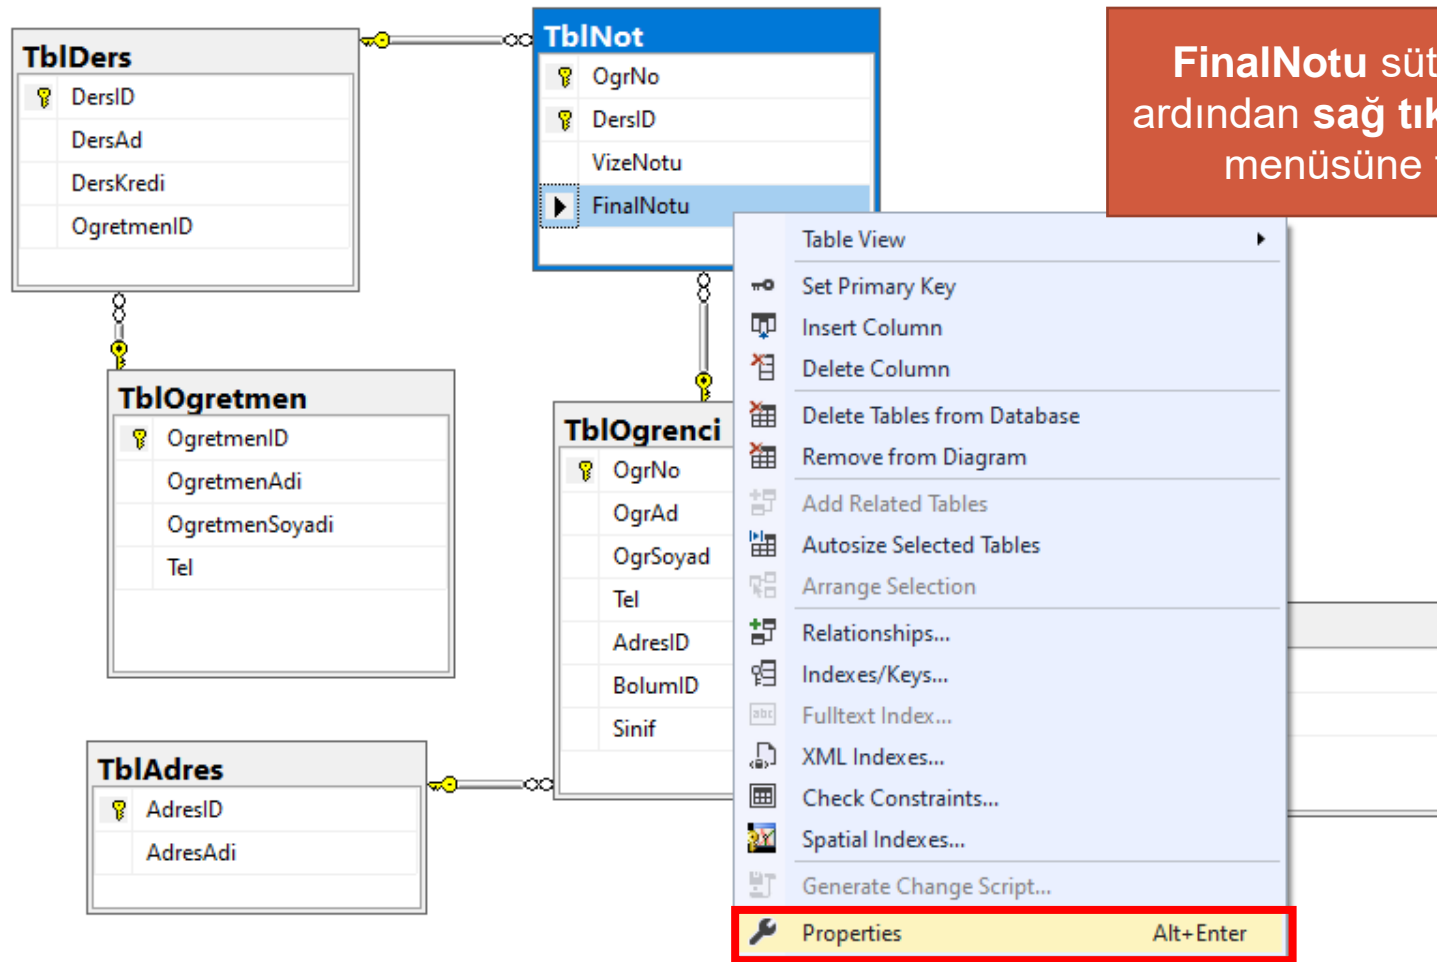 TblDers
DersID
DersAd
DersKredi
OgretmenID
TblNot
OgrNo
DersID
VizeNotu
FinalNotu
FinalNotu süt
ardından sağ tık
menüsüne
TblOgretmen
OgretmenID
OgretmenAdi
OgretmenSoyadi
Tel
TblOgrenci
OgrNo
OgrAd
OgrSoyad
Tel
AdresID
BolumID
Sinif
TblAdres
AdresID
AdresAdi
Table View
Set Primary Key
Insert Column
Delete Column
Delete Tables from Database
Remove from Diagram
Add Related Tables
Autosize Selected Tables
Arrange Selection
Relationships...
Indexes/Keys...
Fulltext Index...
XML Indexes...
Check Constraints...
Spatial Indexes...
Generate Change Script...
Properties Alt+Enter